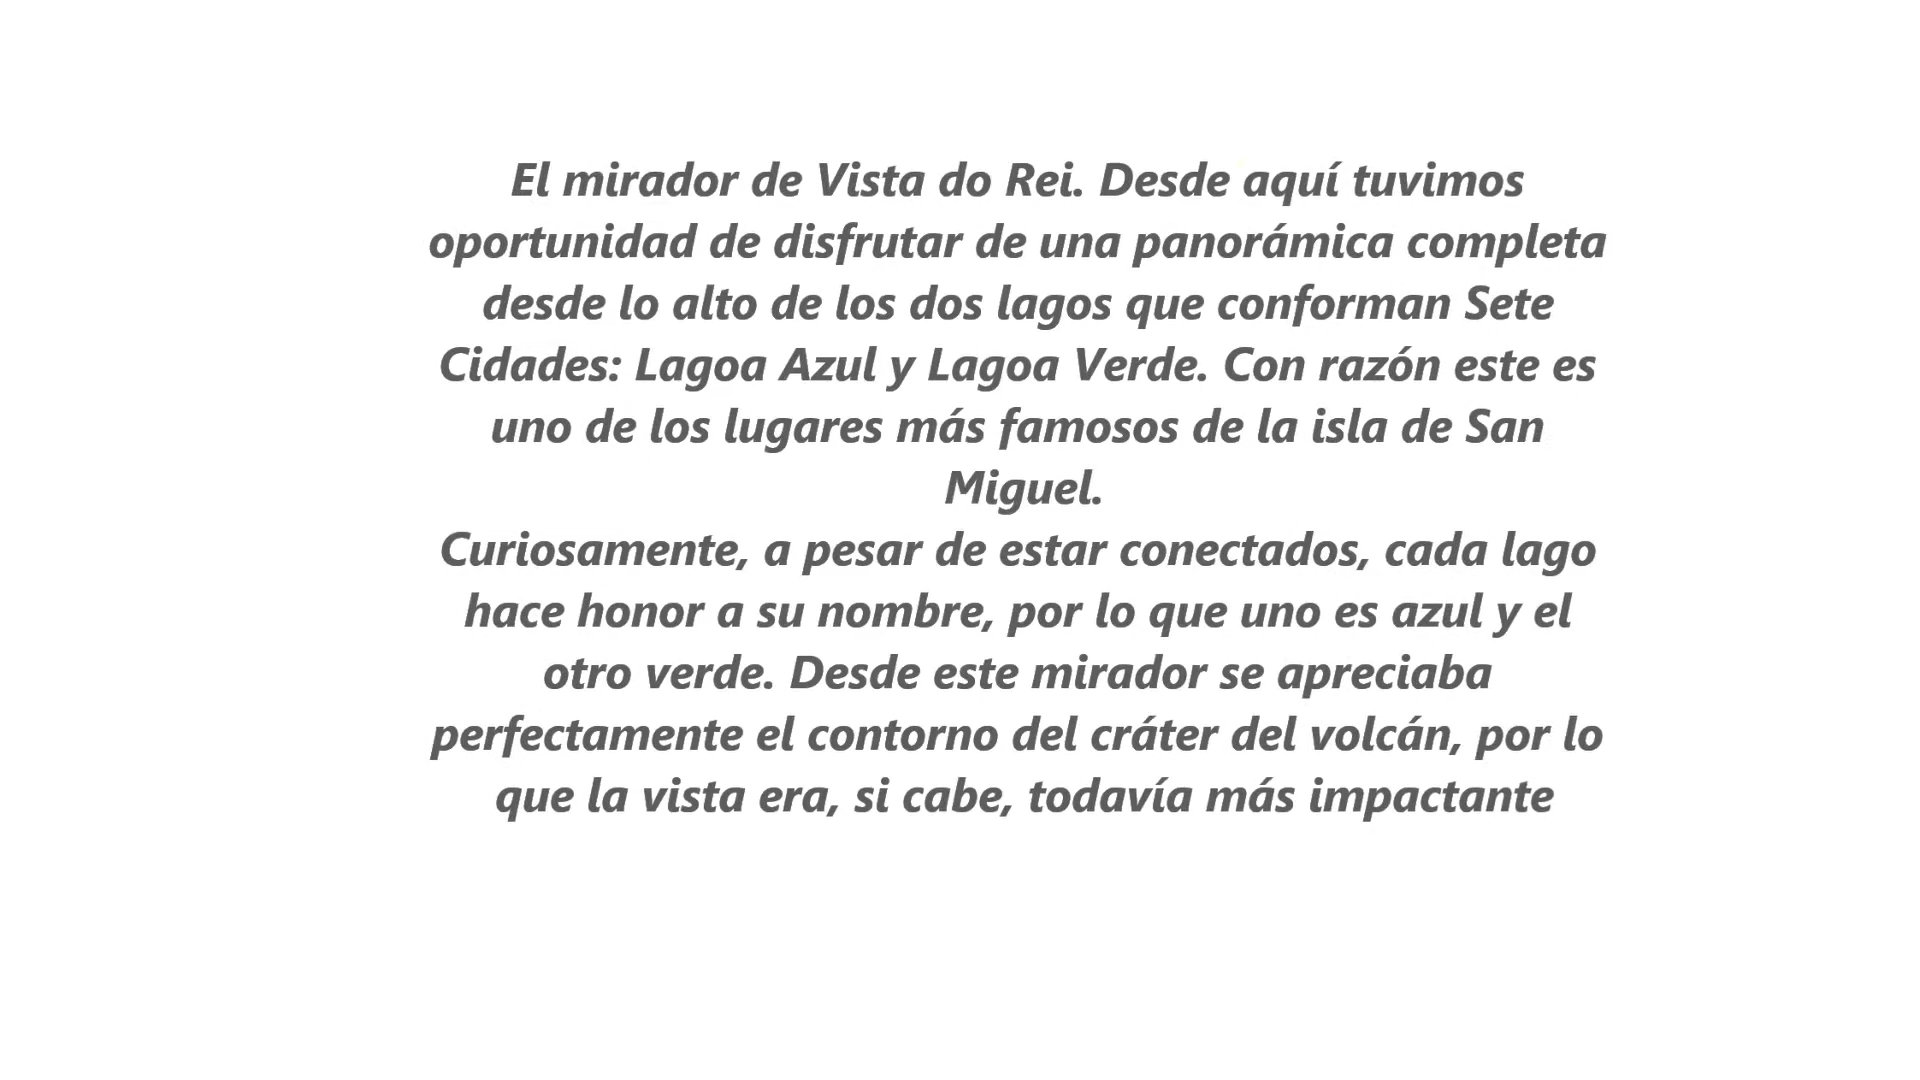 El mirador de Vista do Rei. Desde aquí tuvimos
oportunidad de disfrutar de una panorámica completa
desde lo alto de los dos lagos que conforman Sete
Cidades: Lagoa Azul y Lagoa Verde. Con razón este es
uno de los lugares más famosos de la isla de San
Miguel.
Curiosamente, a pesar de estar conectados, cada lago
hace honor a su nombre, por lo que uno es azul y el
otro verde. Desde este mirador se apreciaba
perfectamente el contorno del cráter del volcán, por lo
que la vista era, si cabe, todavía más impactante